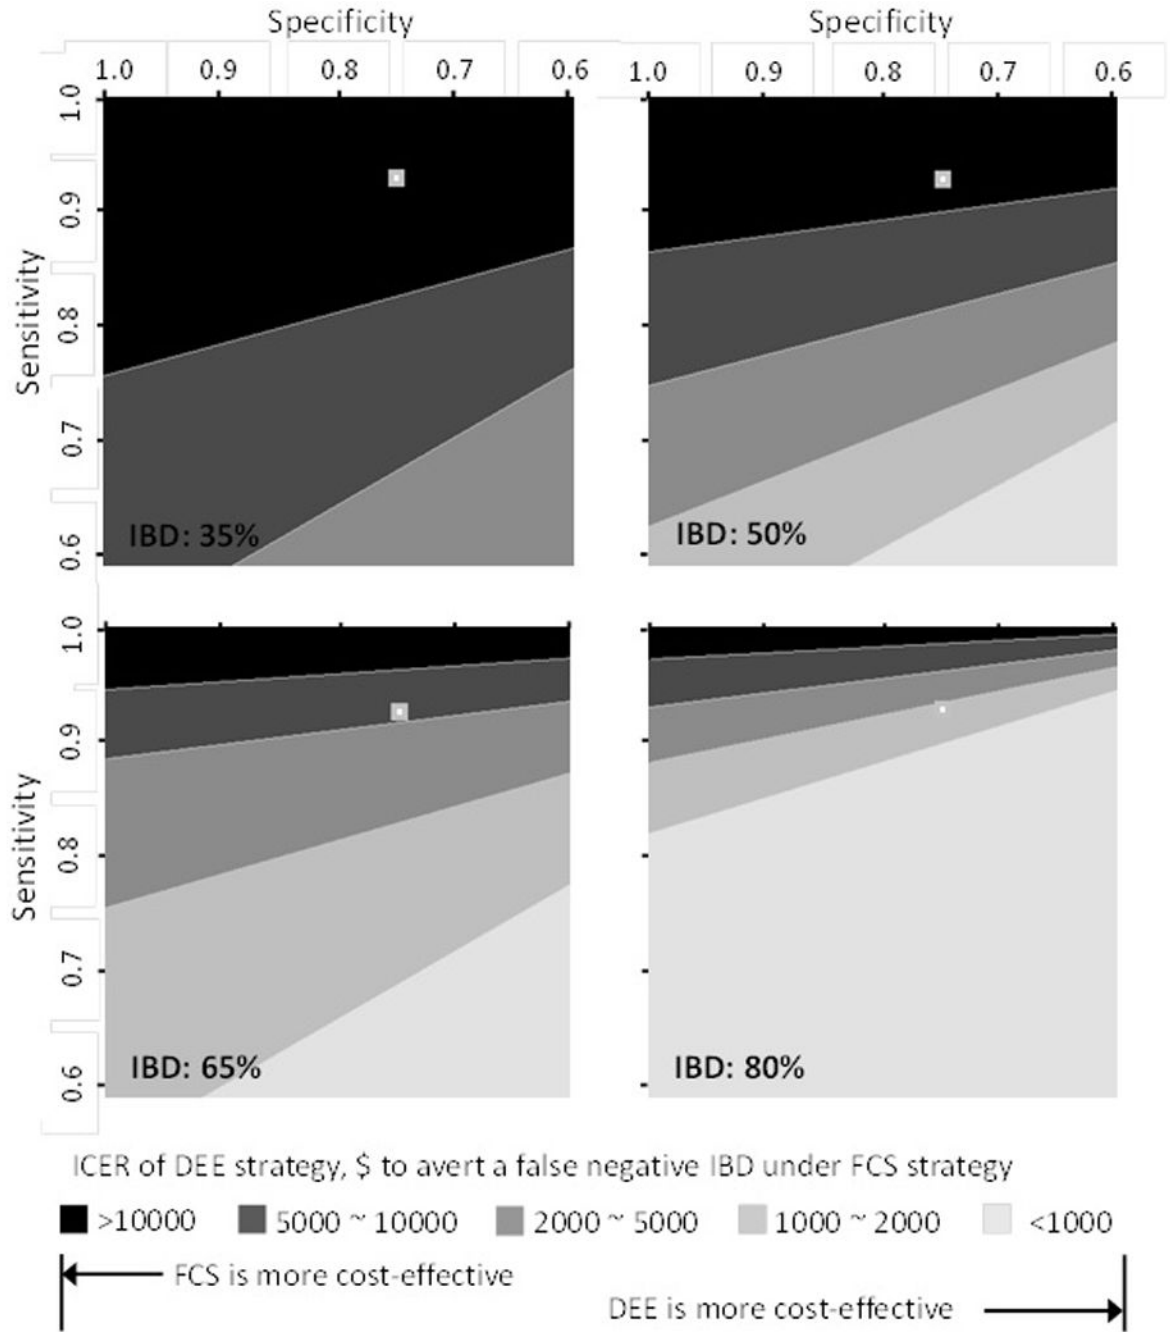 Specificity Specificity
1.0 0.9 0.8 0.7 0.6 1.0 0.9 0.8 0.7 0.6
Sensitivity
1.0
0.9
0.8
0.7
0.6
IBD: 35% IBD: 50%
Sensitivity
1.0
0.9
0.8
0.7
0.6
IBD: 65% IBD: 80%
ICER of DEE strategy, $ to avert a false negative IBD under FCS strategy
>10000 5000 ~ 10000 2000 ~ 5000 1000 ~ 2000 <1000
FCS is more cost-effective
DEE is more cost-effective